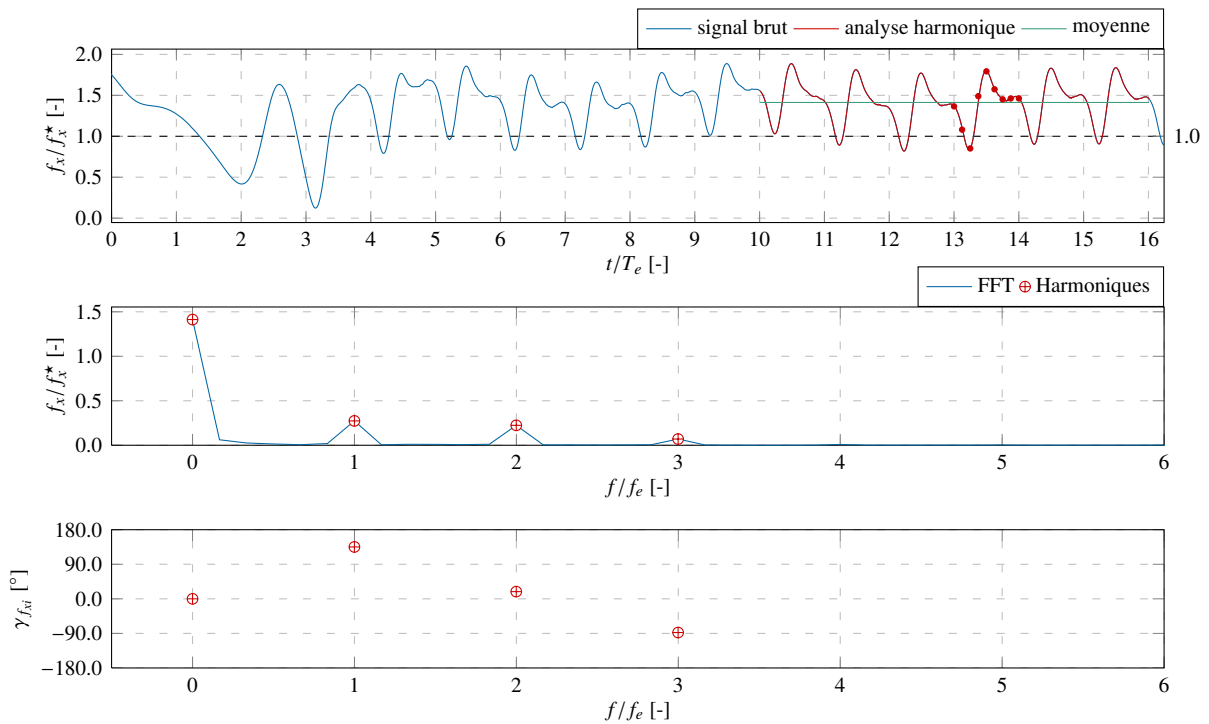 signal brut analyse harmonique moyenne
2.0
1.5
1.0
0.5
0.0
f_x/f_x^★ [-]
1.0
0 1 2 3 4 5 6 7 8 9 10 11 12 13 14 15 16
t/T_e [-]
FFT Harmoniques
1.5
1.0
0.5
0.0
f_x/f_x^★ [-]
0 1 2 3 4 5 6
f/f_e [-]
180.0
90.0
0.0
−90.0
−180.0
γ_{f_{xi}} [°]
0 1 2 3 4 5 6
f/f_e [-]